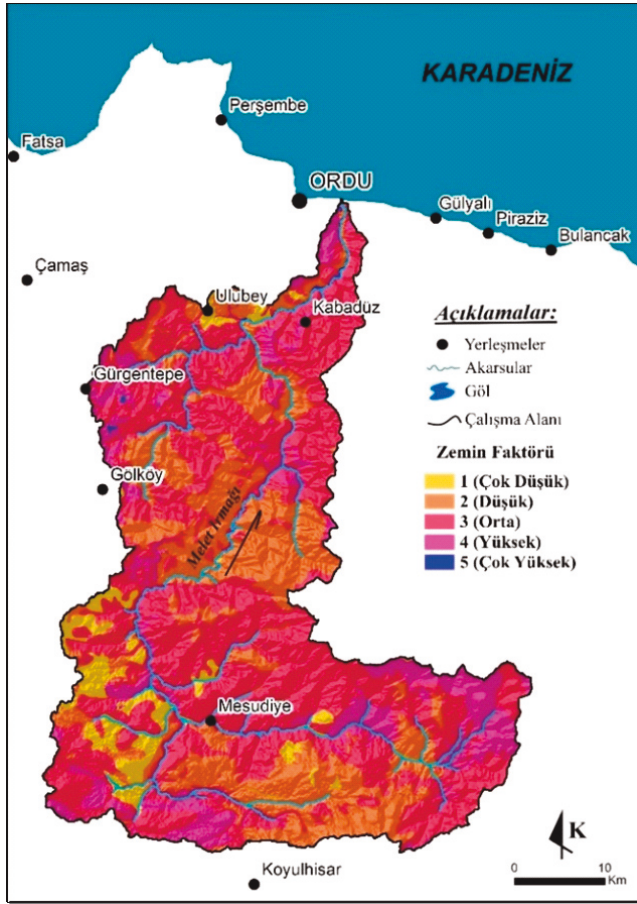 KARADENİZ
Perşembe
Fatsa
ORDU
Gülyalı
Piraziz
Bulancak
Çamaş
Ulubey
Kabadüz
Açıklamalar:
Yerleşmeler
Akarsular
Göl
Çalışma Alanı
Gürgentepe
Gölköy
Melet Irmağı
Zemin Faktörü
1 (Çok Düşük)
2 (Düşük)
3 (Orta)
4 (Yüksek)
5 (Çok Yüksek)
Mesudiye
Koyulhisar
K
0 10
Km